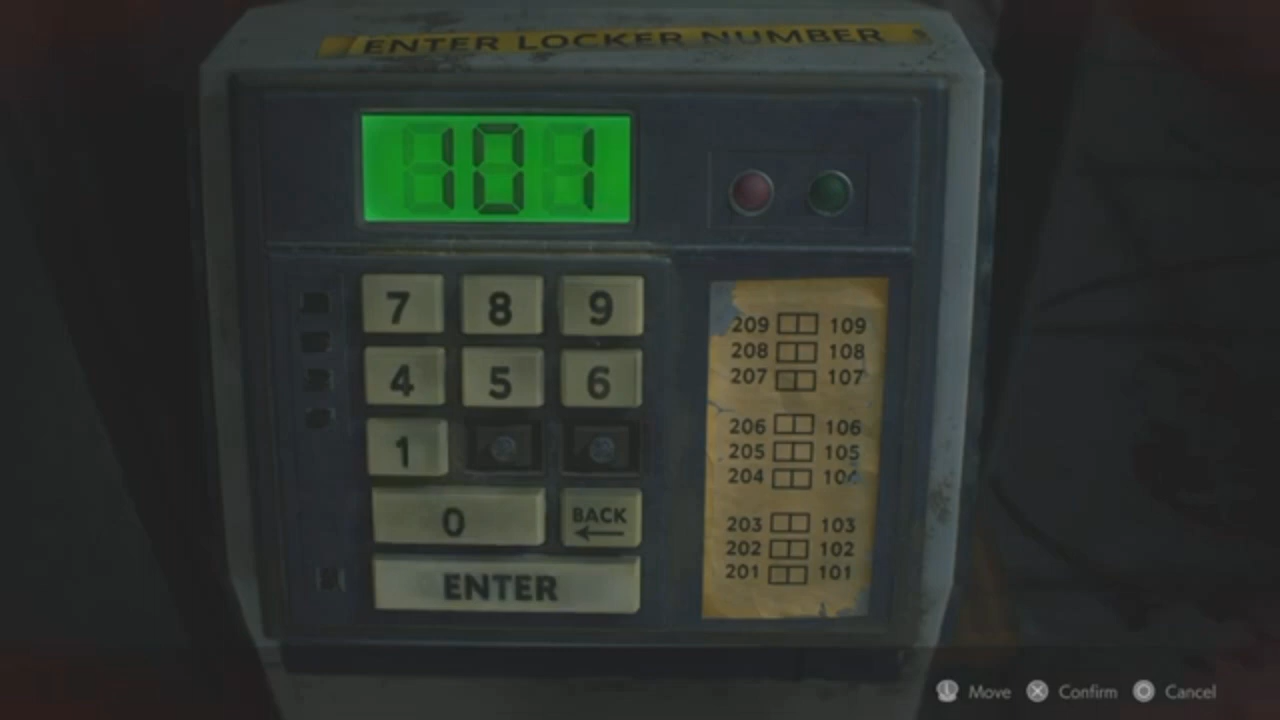 ENTER LOCKER NUMBER
101
7 8 9
4 5 6
1
0 BACK
ENTER
209 109
208 108
207 107
206 106
205 105
204 104
203 103
202 102
201 101
Move Confirm Cancel